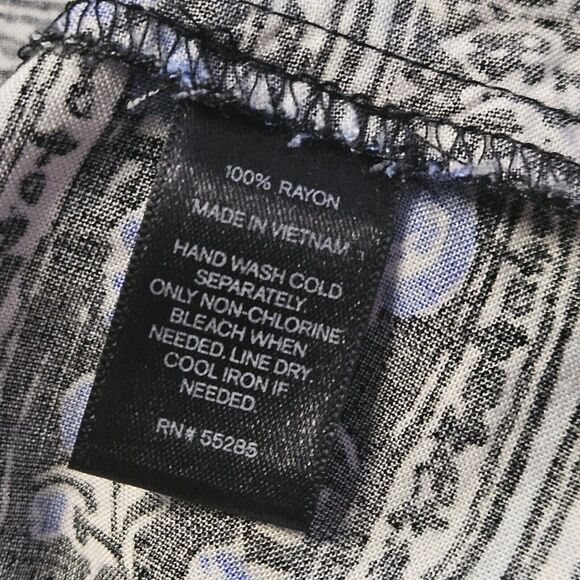 100% RAYON
MADE IN VIETNAM
HAND WASH COLD
SEPARATELY.
ONLY NON-CHLORINE
BLEACH WHEN
NEEDED. LINE DRY.
COOL IRON IF
NEEDED.
RN# 55285